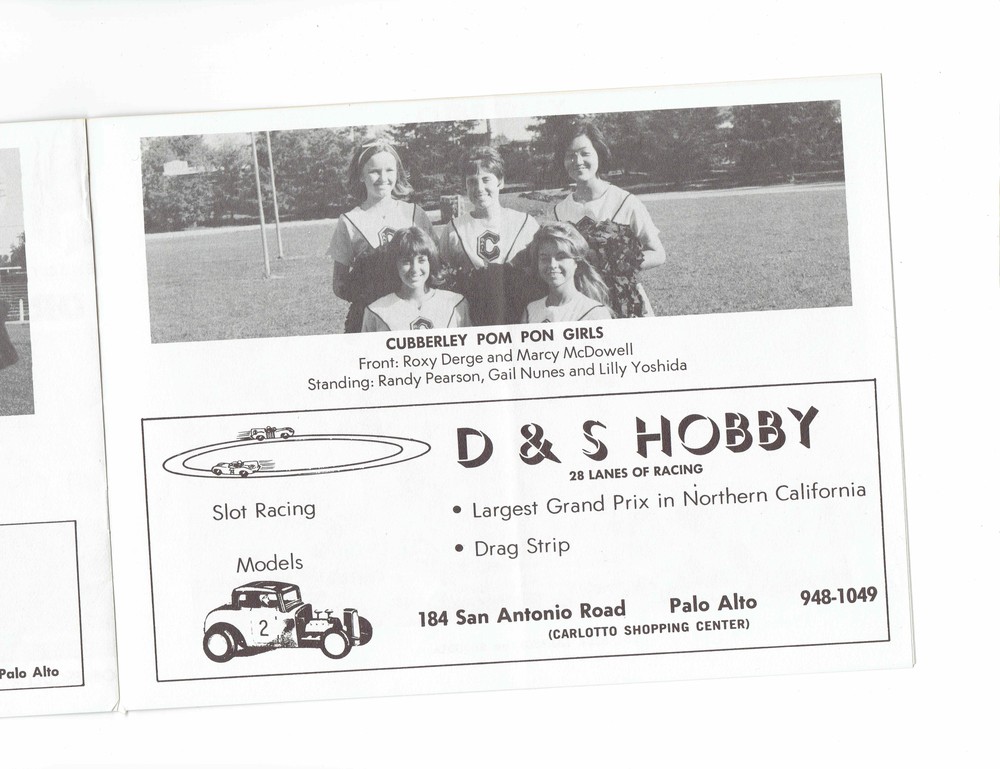 C
CUBBERLEY POM PON GIRLS
Front: Roxy Derge and Marcy McDowell
Standing: Randy Pearson, Gail Nunes and Lilly Yoshida
D & S HOBBY
28 LANES OF RACING
Slot Racing
• Largest Grand Prix in Northern California
• Drag Strip
Models
2
184 San Antonio Road Palo Alto 948-1049
(CARLOTTO SHOPPING CENTER)
Palo Alto